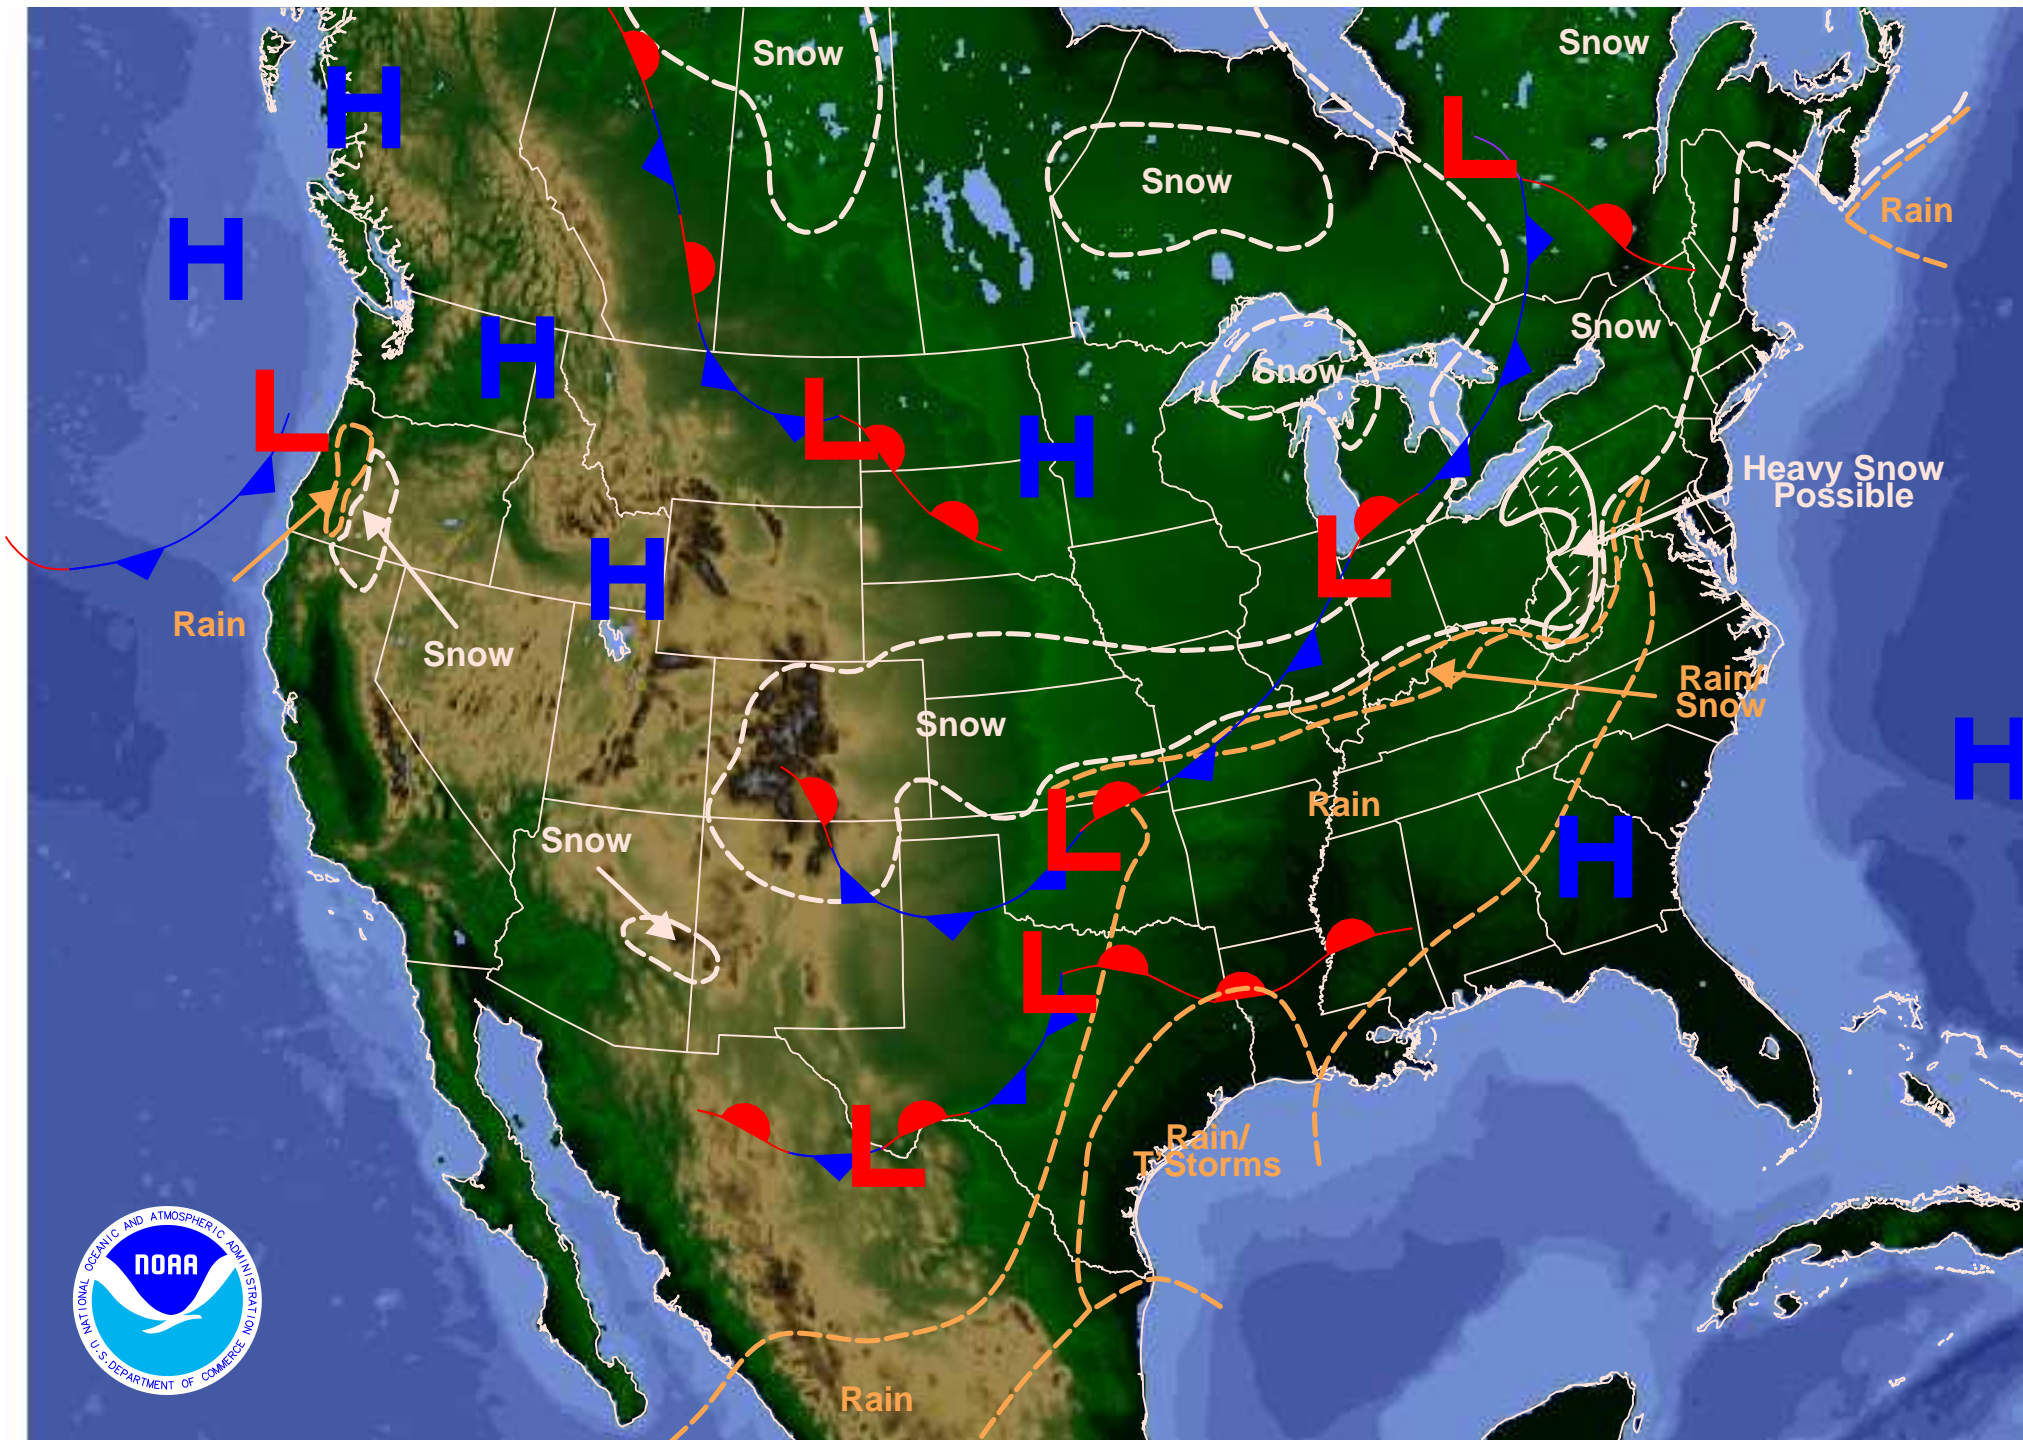 Snow
Snow
H
L
Snow
Rain
H
H
Snow
L
L
Snow
H
Heavy Snow
Possible
L
H
Rain
Snow
Rain/
Snow
Snow
H
L
Rain
Snow
H
L
L
Rain/
T'Storms
NATIONAL OCEANIC AND ATMOSPHERIC ADMINISTRATION
NOAA
U.S. DEPARTMENT OF COMMERCE
Rain